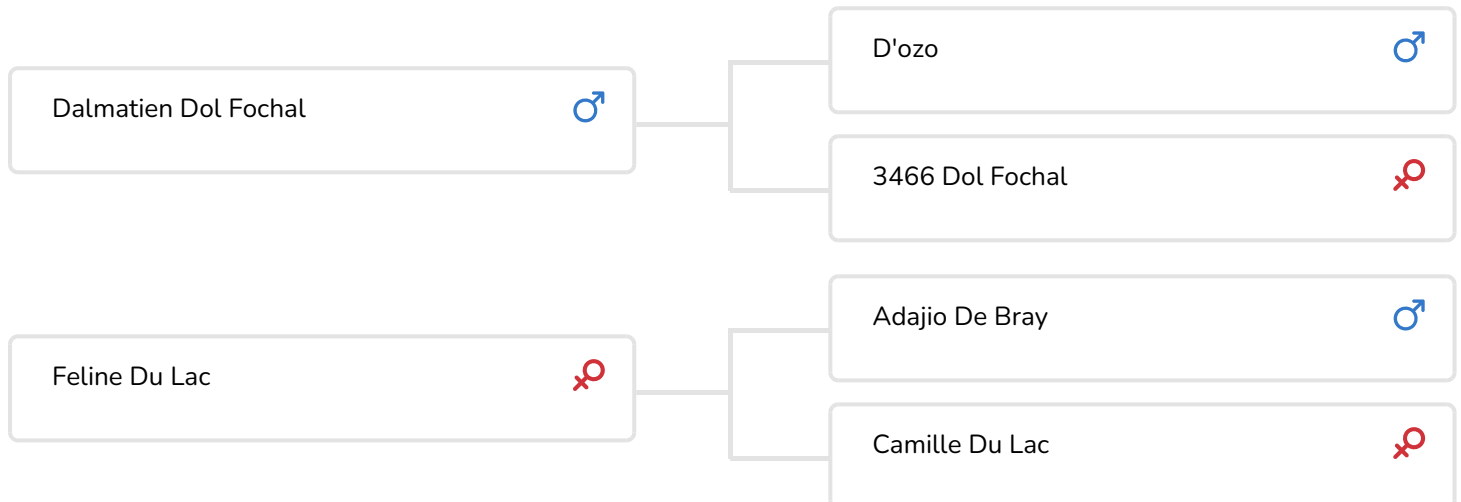 Dalmatien Dol Fochal
D'ozo
3466 Dol Fochal
Feline Du Lac
Adajio De Bray
Camille Du Lac